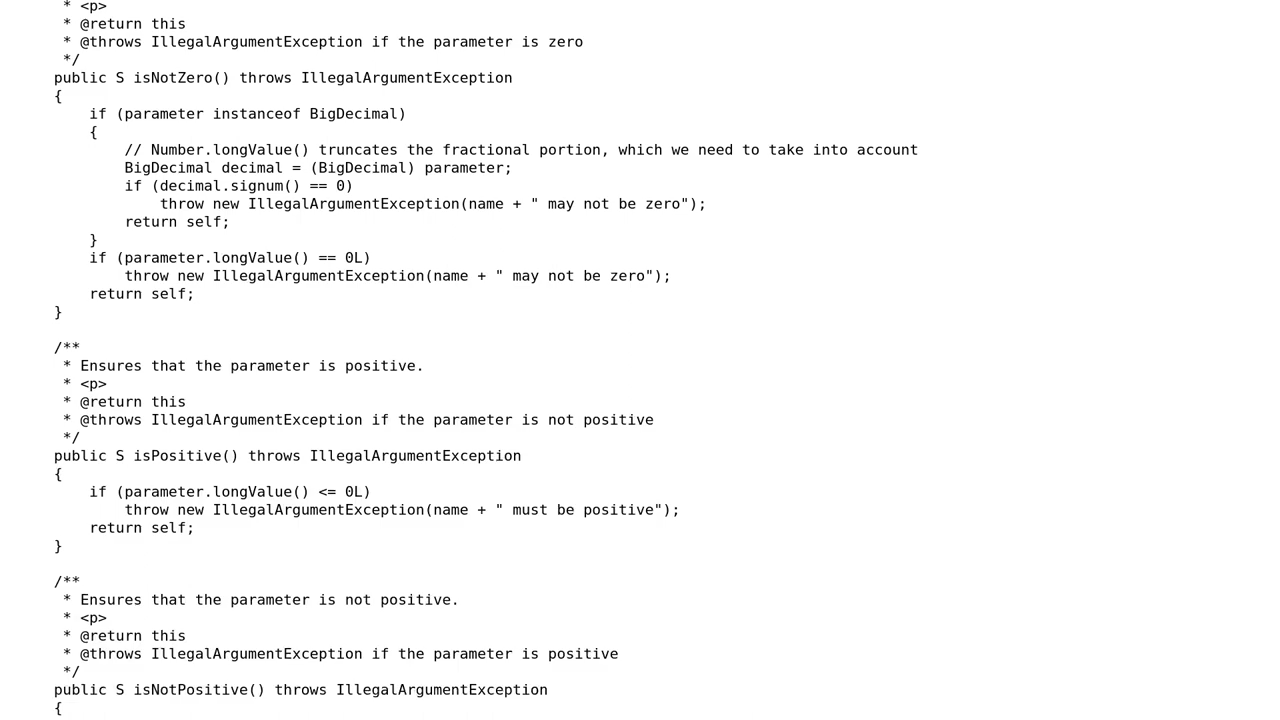 * <p>
     * @return this
     * @throws IllegalArgumentException if the parameter is zero
     */
    public S isNotZero() throws IllegalArgumentException
    {
        if (parameter instanceof BigDecimal)
        {
            // Number.longValue() truncates the fractional portion, which we need to take into account
            BigDecimal decimal = (BigDecimal) parameter;
            if (decimal.signum() == 0)
                throw new IllegalArgumentException(name + " may not be zero");
            return self;
        }
        if (parameter.longValue() == 0L)
            throw new IllegalArgumentException(name + " may not be zero");
        return self;
    }

    /**
     * Ensures that the parameter is positive.
     * <p>
     * @return this
     * @throws IllegalArgumentException if the parameter is not positive
     */
    public S isPositive() throws IllegalArgumentException
    {
        if (parameter.longValue() <= 0L)
            throw new IllegalArgumentException(name + " must be positive");
        return self;
    }

    /**
     * Ensures that the parameter is not positive.
     * <p>
     * @return this
     * @throws IllegalArgumentException if the parameter is positive
     */
    public S isNotPositive() throws IllegalArgumentException
    {